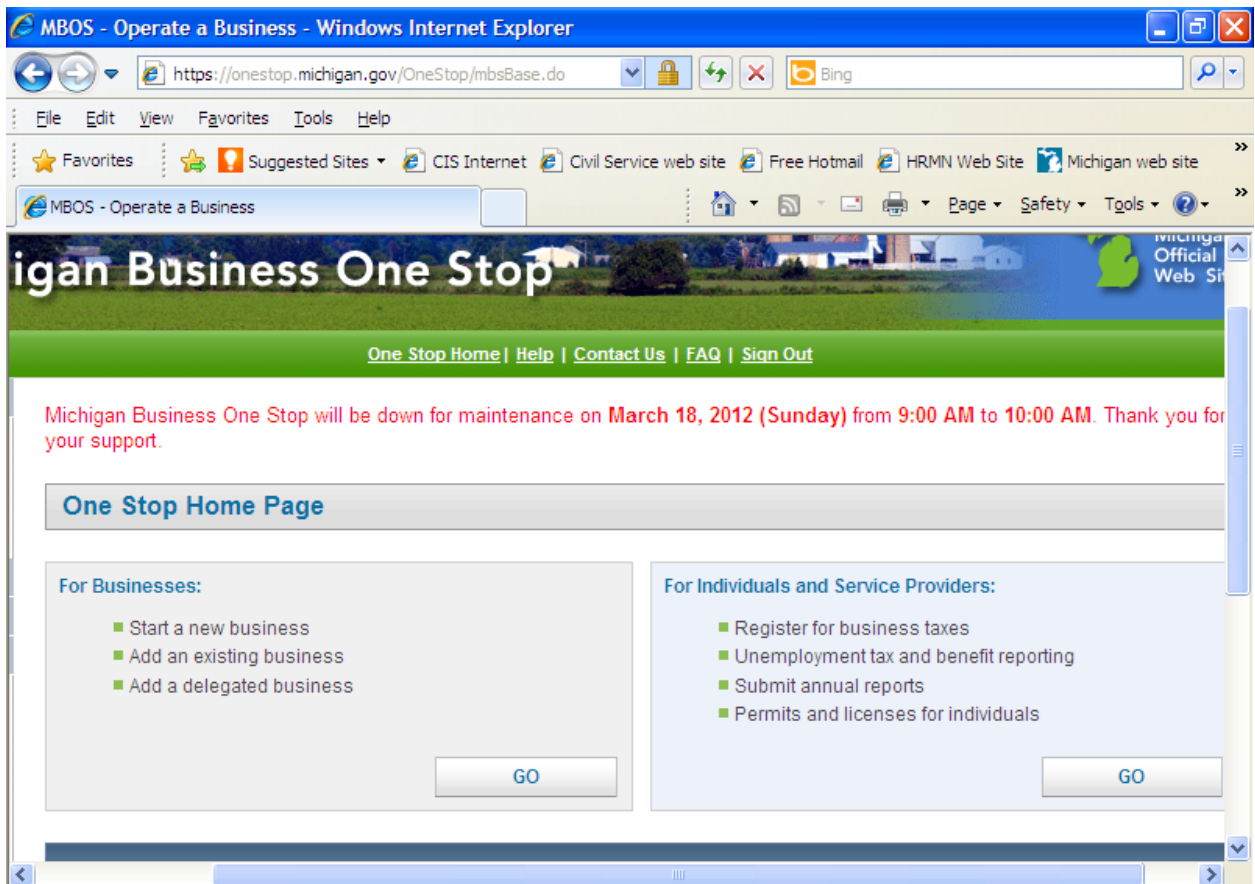 MBOS - Operate a Business - Windows Internet Explorer
https://onestop.michigan.gov/OneStop/mbsBase.do
Bing
File Edit View Favorites Tools Help
Favorites Suggested Sites CIS Internet Civil Service web site Free Hotmail HRMN Web Site Michigan web site
MBOS - Operate a Business
Page Safety Tools
igan Business One Stop
Michiga
Official
Web Sit
One Stop Home | Help | Contact Us | FAQ | Sign Out
Michigan Business One Stop will be down for maintenance on March 18, 2012 (Sunday) from 9:00 AM to 10:00 AM. Thank you for
your support.
One Stop Home Page
For Businesses:
Start a new business
Add an existing business
Add a delegated business
GO
For Individuals and Service Providers:
Register for business taxes
Unemployment tax and benefit reporting
Submit annual reports
Permits and licenses for individuals
GO